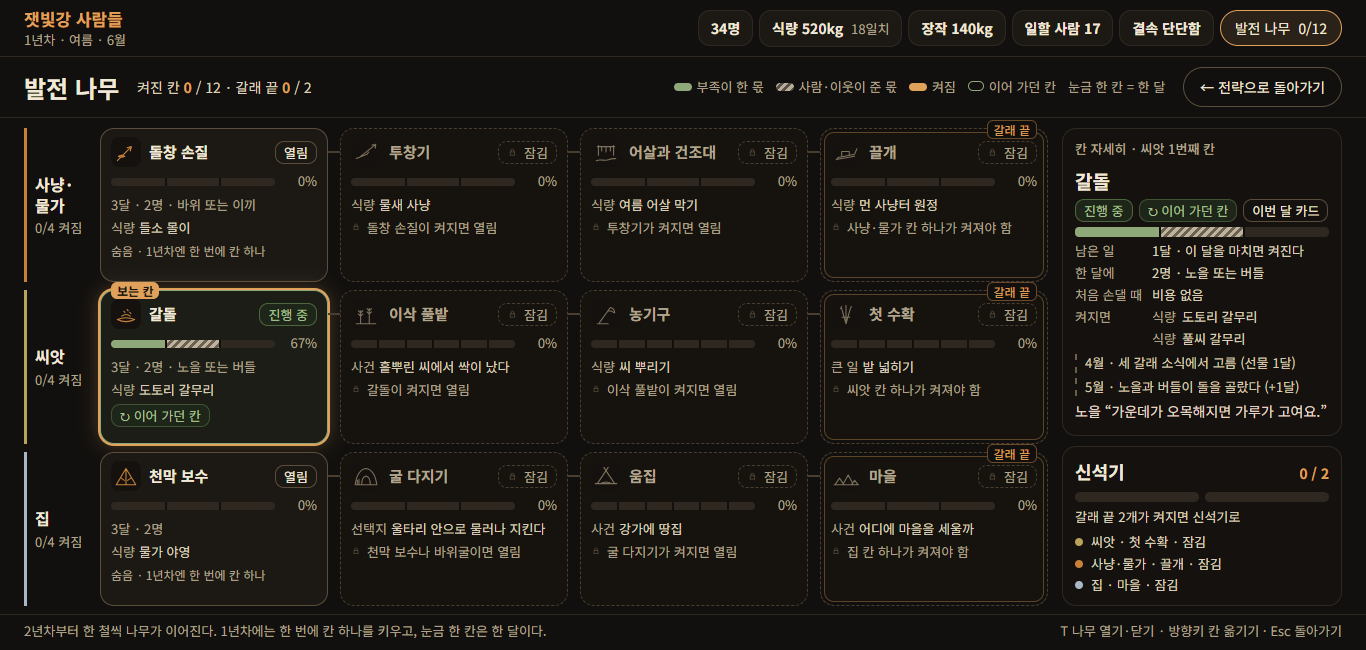 잿빛강 사람들
1년차 · 여름 · 6월
34명
식량 520kg 18일치
장작 140kg
일할 사람 17
결속 단단함
발전 나무 0/12
발전 나무
켜진 칸 0 / 12 · 갈래 끝 0 / 2
부족이 한 몫
사람·이웃이 준 몫
켜짐
이어 가던 칸
눈금 한 칸 = 한 달
← 전략으로 돌아가기
사냥·
물가
0/4 켜짐
돌창 손질
열림
0%
3달 · 2명 · 바위 또는 이끼
식량 들소 몰이
숨음 · 1년차엔 한 번에 칸 하나
투창기
잠김
0%
식량 물새 사냥
돌창 손질이 켜지면 열림
어살과 건조대
잠김
0%
식량 여름 어살 막기
투창기가 켜지면 열림
갈래 끝
끌개
잠김
0%
식량 먼 사냥터 원정
사냥·물가 칸 하나가 켜져야 함
씨앗
0/4 켜짐
보는 칸
갈돌
진행 중
67%
3달 · 2명 · 노을 또는 버들
식량 도토리 갈무리
↻ 이어 가던 칸
이삭 풀밭
잠김
0%
사건 흩뿌린 씨에서 싹이 났다
갈돌이 켜지면 열림
농기구
잠김
0%
식량 씨 뿌리기
이삭 풀밭이 켜지면 열림
갈래 끝
첫 수확
잠김
0%
큰 일 밭 넓히기
씨앗 칸 하나가 켜져야 함
집
0/4 켜짐
천막 보수
열림
0%
3달 · 2명
식량 물가 야영
숨음 · 1년차엔 한 번에 칸 하나
굴 다지기
잠김
0%
선택지 울타리 안으로 물러나 지킨다
천막 보수나 바위굴이면 열림
움집
잠김
0%
사건 강가에 땅집
굴 다지기가 켜지면 열림
갈래 끝
마을
잠김
0%
사건 어디에 마을을 세울까
집 칸 하나가 켜져야 함
칸 자세히 · 씨앗 1번째 칸
갈돌
진행 중
↻ 이어 가던 칸
이번 달 카드
남은 일 1달 · 이 달을 마치면 켜진다
한 달에 2명 · 노을 또는 버들
처음 손댈 때 비용 없음
켜지면 식량 도토리 갈무리
식량 풀씨 갈무리
4월 · 세 갈래 소식에서 고름 (선물 1달)
5월 · 노을과 버들이 돌을 골랐다 (+1달)
노을 “가운데가 오목해지면 가루가 고여요.”
신석기
0 / 2
갈래 끝 2개가 켜지면 신석기로
씨앗 · 첫 수확 · 잠김
사냥·물가 · 끌개 · 잠김
집 · 마을 · 잠김
2년차부터 한 철씩 나무가 이어진다. 1년차에는 한 번에 칸 하나를 키우고, 눈금 한 칸은 한 달이다.
T 나무 열기·닫기 · 방향키 칸 옮기기 · Esc 돌아가기